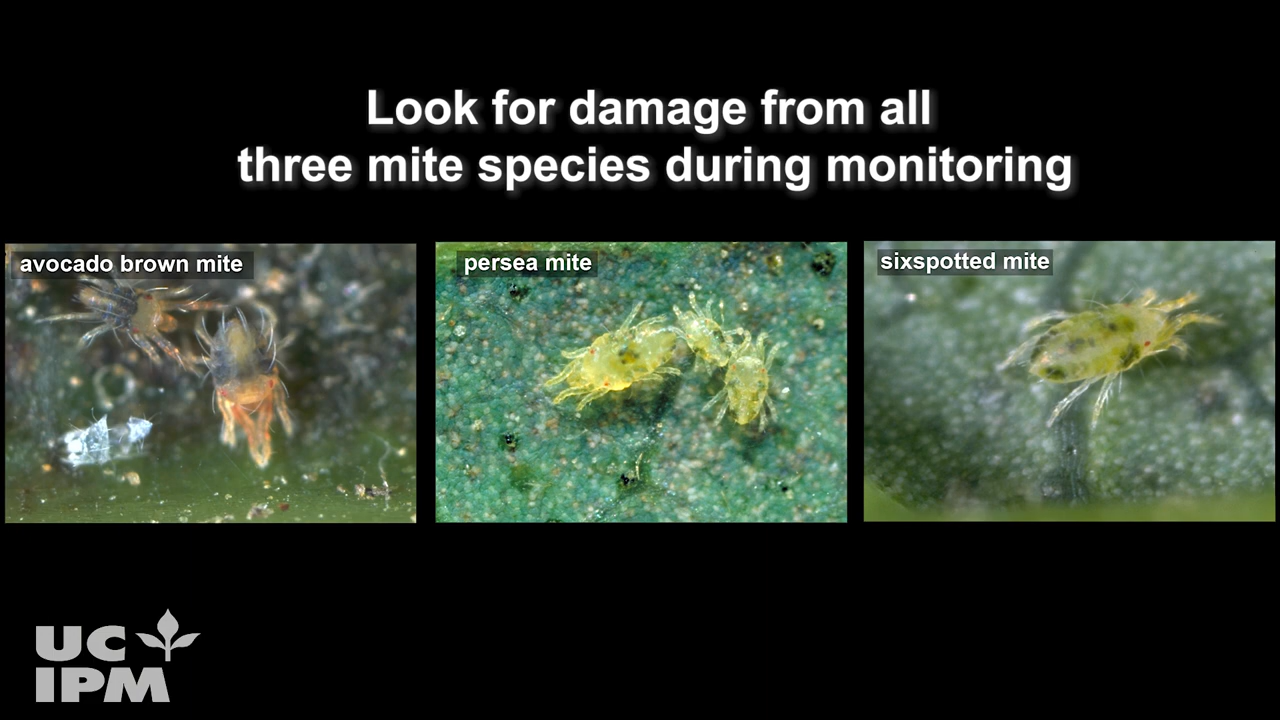 Look for damage from all
three mite species during monitoring
avocado brown mite
persea mite
sixspotted mite
UC
IPM